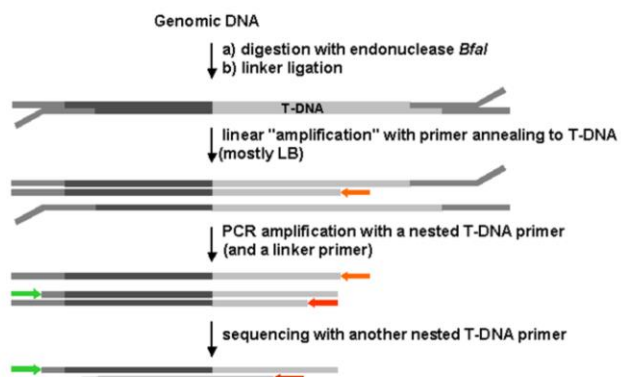 Genomic DNA
a) digestion with endonuclease BfaI
b) linker ligation
T-DNA
linear "amplification" with primer annealing to T-DNA
(mostly LB)
PCR amplification with a nested T-DNA primer
(and a linker primer)
sequencing with another nested T-DNA primer